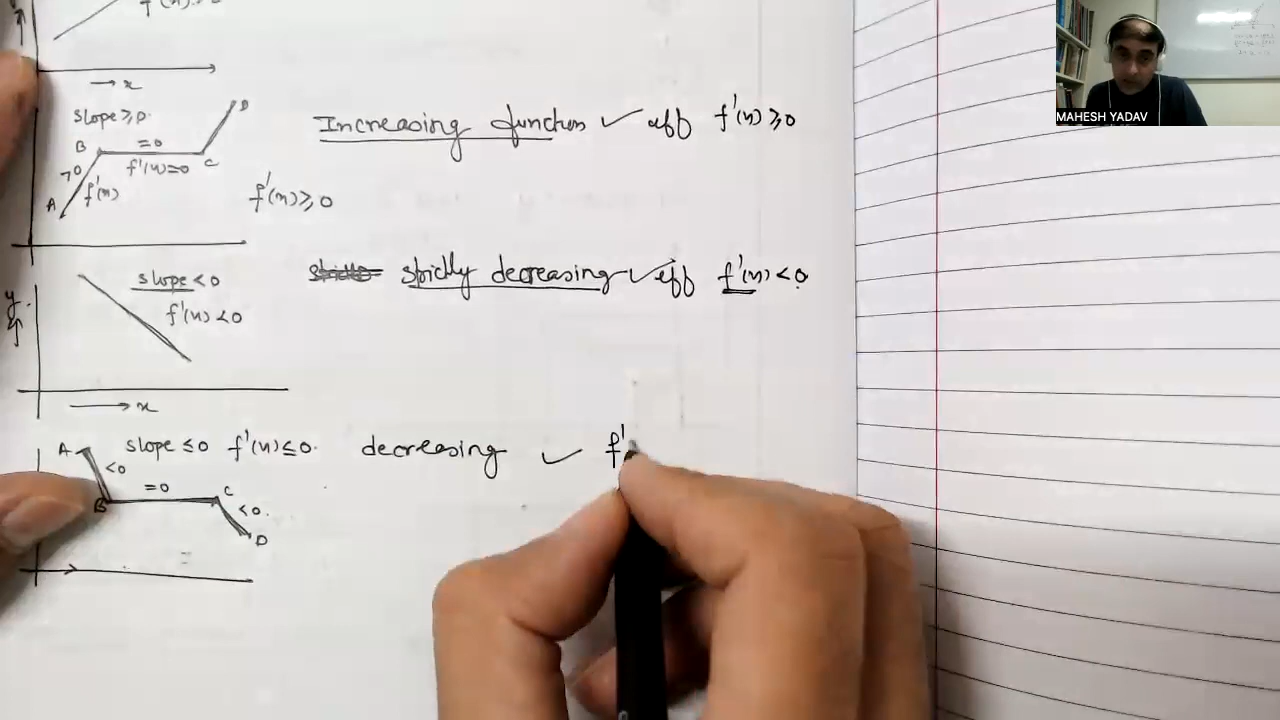 → x
slope ≥ 0.
B = 0 C D
> 0 f'(x) = 0
A f'(x)
f'(x) ≥ 0
Increasing function ✓ iff f'(x) ≥ 0
strictly decreasing ✓ iff f'(x) < 0
slope < 0
f'(x) < 0
y
→ x
A slope ≤ 0 f'(x) ≤ 0. decreasing ✓ f'
< 0
= 0 C
B < 0.
D
MAHESH YADAV